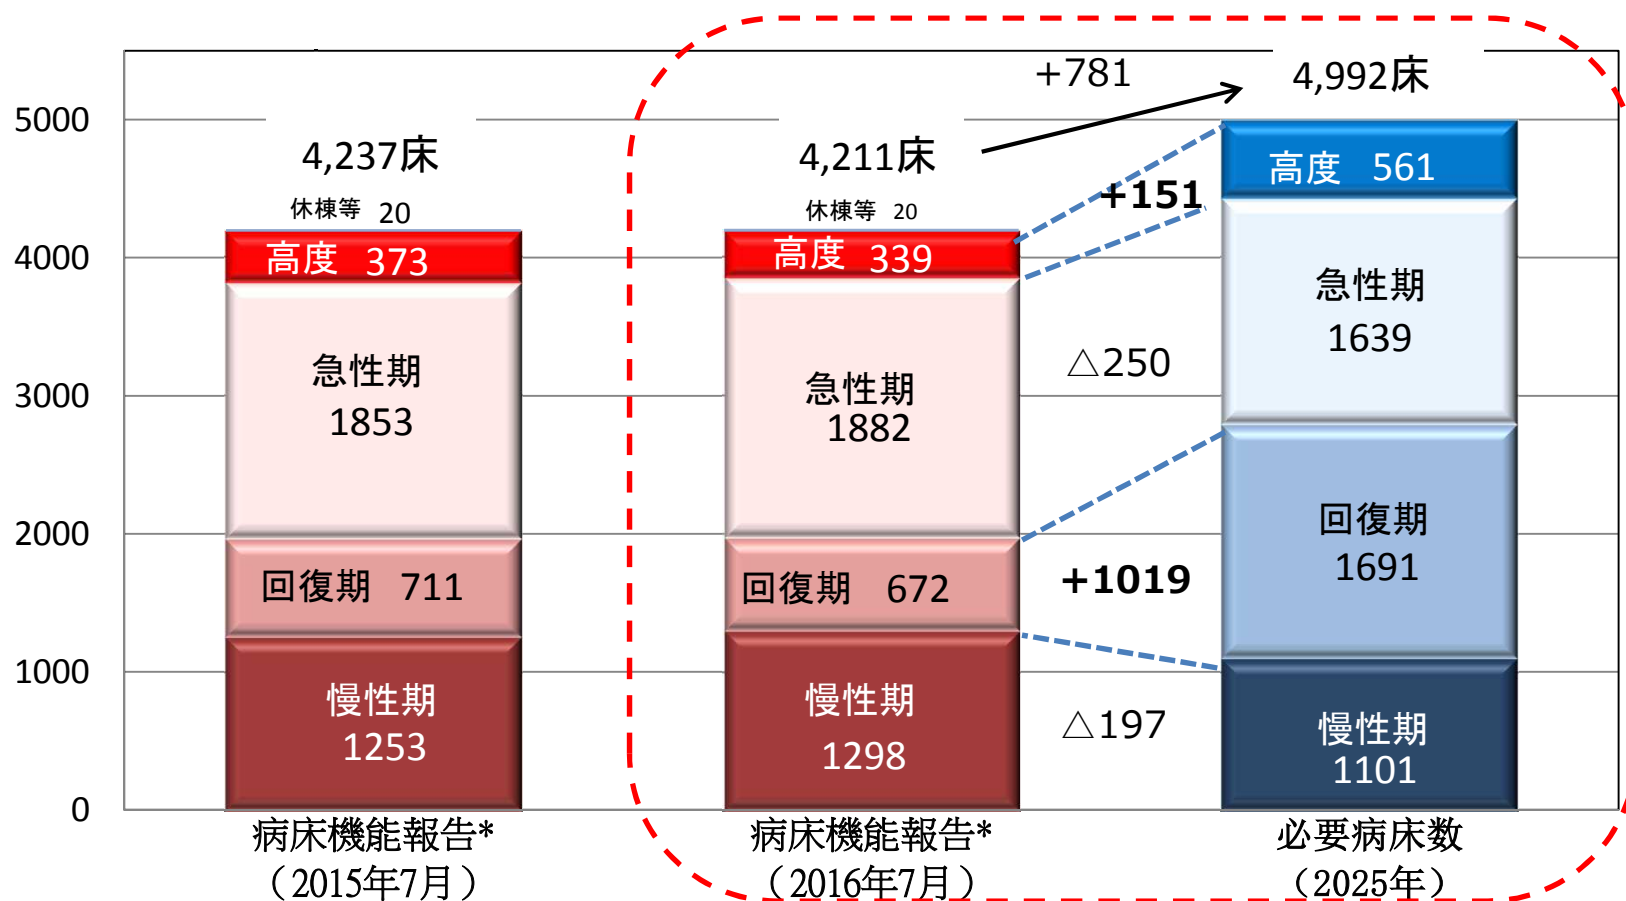 +781
4,992床
5000
4,237床
4,211床
高度 561
休棟等 20
休棟等 20
+151
4000
高度 373
高度 339
急性期
1639
急性期
1853
急性期
1882
△250
3000
2000
回復期
1691
回復期 711
回復期 672
+1019
1000
慢性期
1253
慢性期
1298
△197
慢性期
1101
0
病床機能報告*
（2015年7月）
病床機能報告*
（2016年7月）
必要病床数
（2025年）